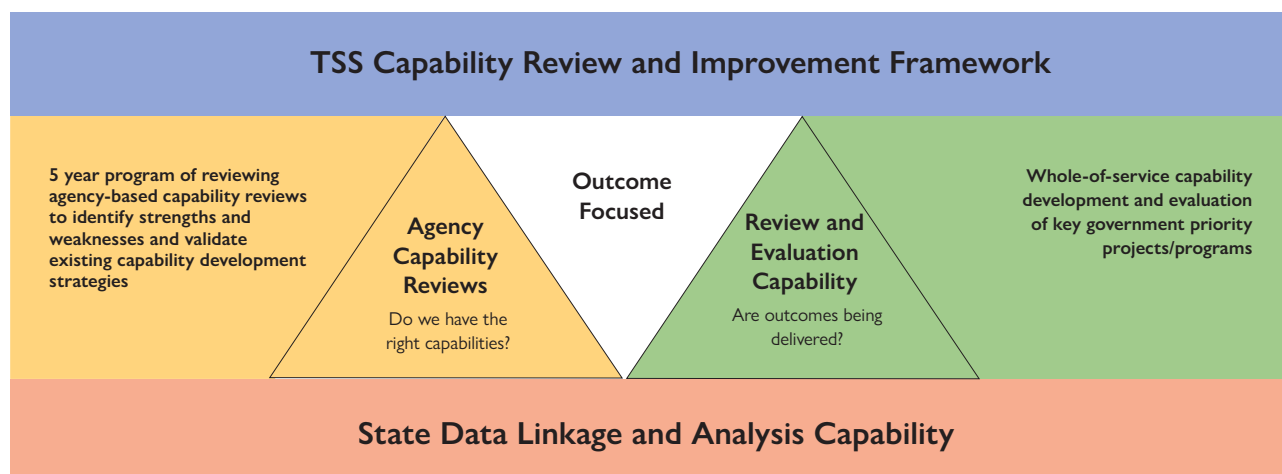 TSS Capability Review and Improvement Framework
5 year program of reviewing
agency-based capability reviews
to identify strengths and
weaknesses and validate
existing capability development
strategies
Agency
Capability
Reviews
Do we have the
right capabilities?
Outcome
Focused
Review and
Evaluation
Capability
Are outcomes being
delivered?
Whole-of-service capability
development and evaluation
of key government priority
projects/programs
State Data Linkage and Analysis Capability